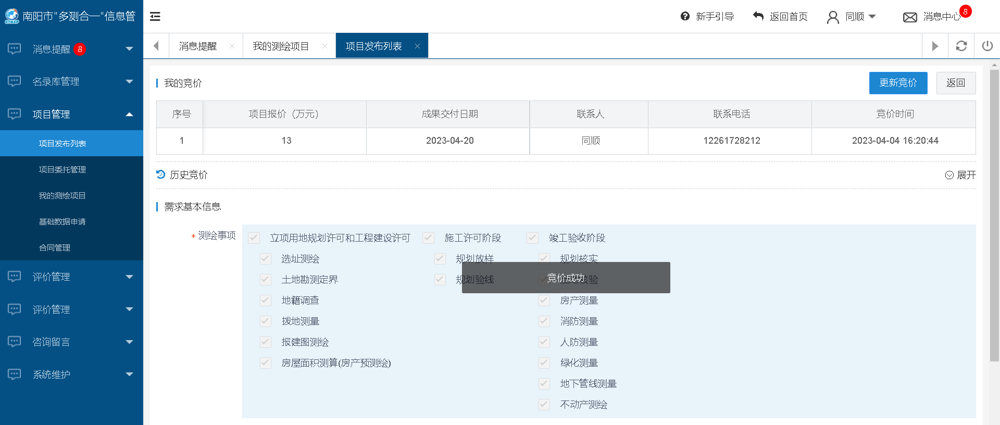 南阳市"多测合一"信息管
新手引导
返回首页
同顺
消息中心
8
消息提醒
8
名录库管理
项目管理
项目发布列表
项目委托管理
我的测绘项目
基础数据申请
合同管理
评价管理
评价管理
咨询留言
系统维护
消息提醒
我的测绘项目
项目发布列表
我的竞价
更新竞价
返回
序号 项目报价（万元） 成果交付日期 联系人 联系电话 竞价时间
1 13 2023-04-20 同顺 12261728212 2023-04-04 16:20:44
历史竞价
展开
需求基本信息
* 测绘事项
立项用地规划许可和工程建设许可 施工许可阶段 竣工验收阶段
选址测绘 规划放样 规划核实
土地勘测定界 规划验线 核验
竞价成功
地籍调查 房产测量
拨地测量 消防测量
报建图测绘 人防测量
房屋面积测算(房产预测绘) 绿化测量
地下管线测量
不动产测绘